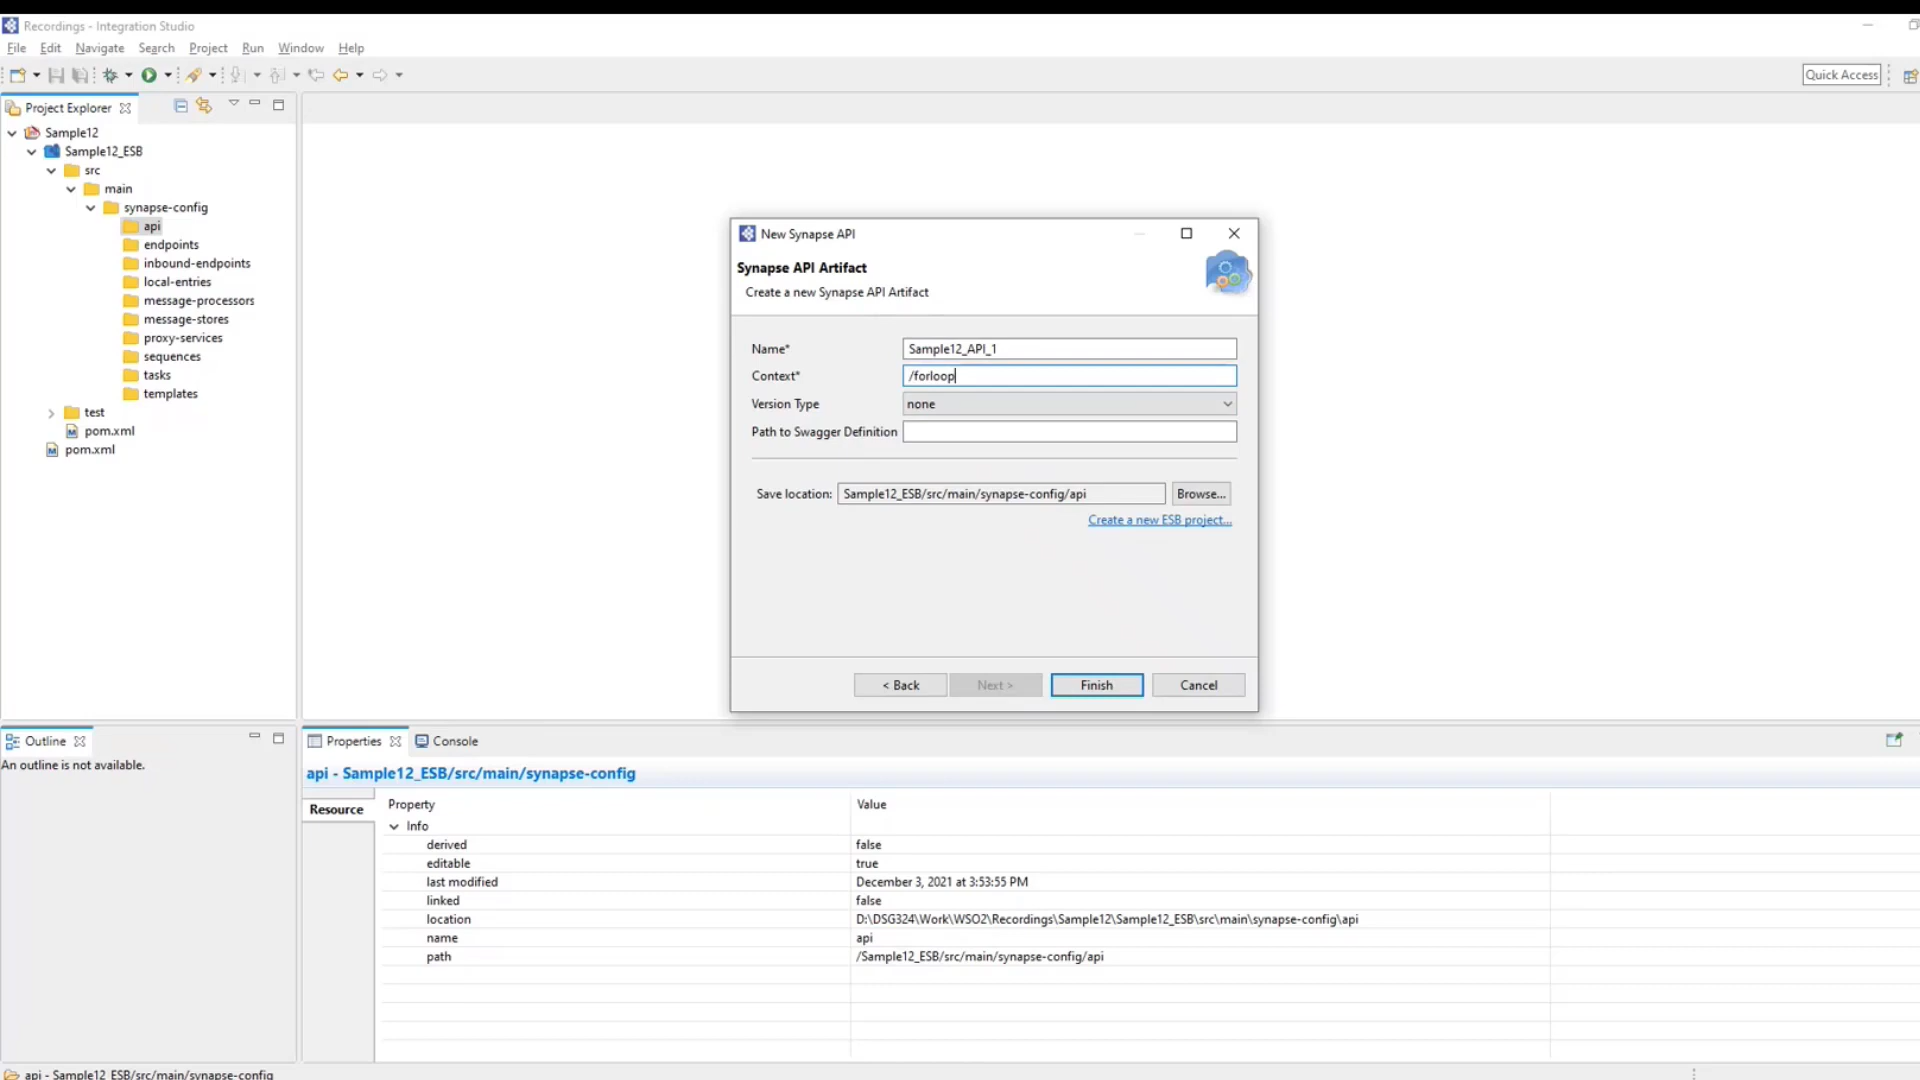 Recordings - Integration Studio
File Edit Navigate Search Project Run Window Help
Quick Access
Project Explorer
Sample12
Sample12_ESB
src
main
synapse-config
api
endpoints
inbound-endpoints
local-entries
message-processors
message-stores
proxy-services
sequences
tasks
templates
test
pom.xml
pom.xml
New Synapse API
Synapse API Artifact
Create a new Synapse API Artifact
Name* Sample12_API_1
Context* /forloop
Version Type none
Path to Swagger Definition
Save location: Sample12_ESB/src/main/synapse-config/api Browse...
Create a new ESB project...
< Back Next > Finish Cancel
Outline
An outline is not available.
Properties Console
api - Sample12_ESB/src/main/synapse-config
Resource
Property Value
Info
derived false
editable true
last modified December 3, 2021 at 3:53:55 PM
linked false
location D:\DSG324\Work\WSO2\Recordings\Sample12\Sample12_ESB\src\main\synapse-config\api
name api
path /Sample12_ESB/src/main/synapse-config/api
api - Sample12_ESB/src/main/synapse-config